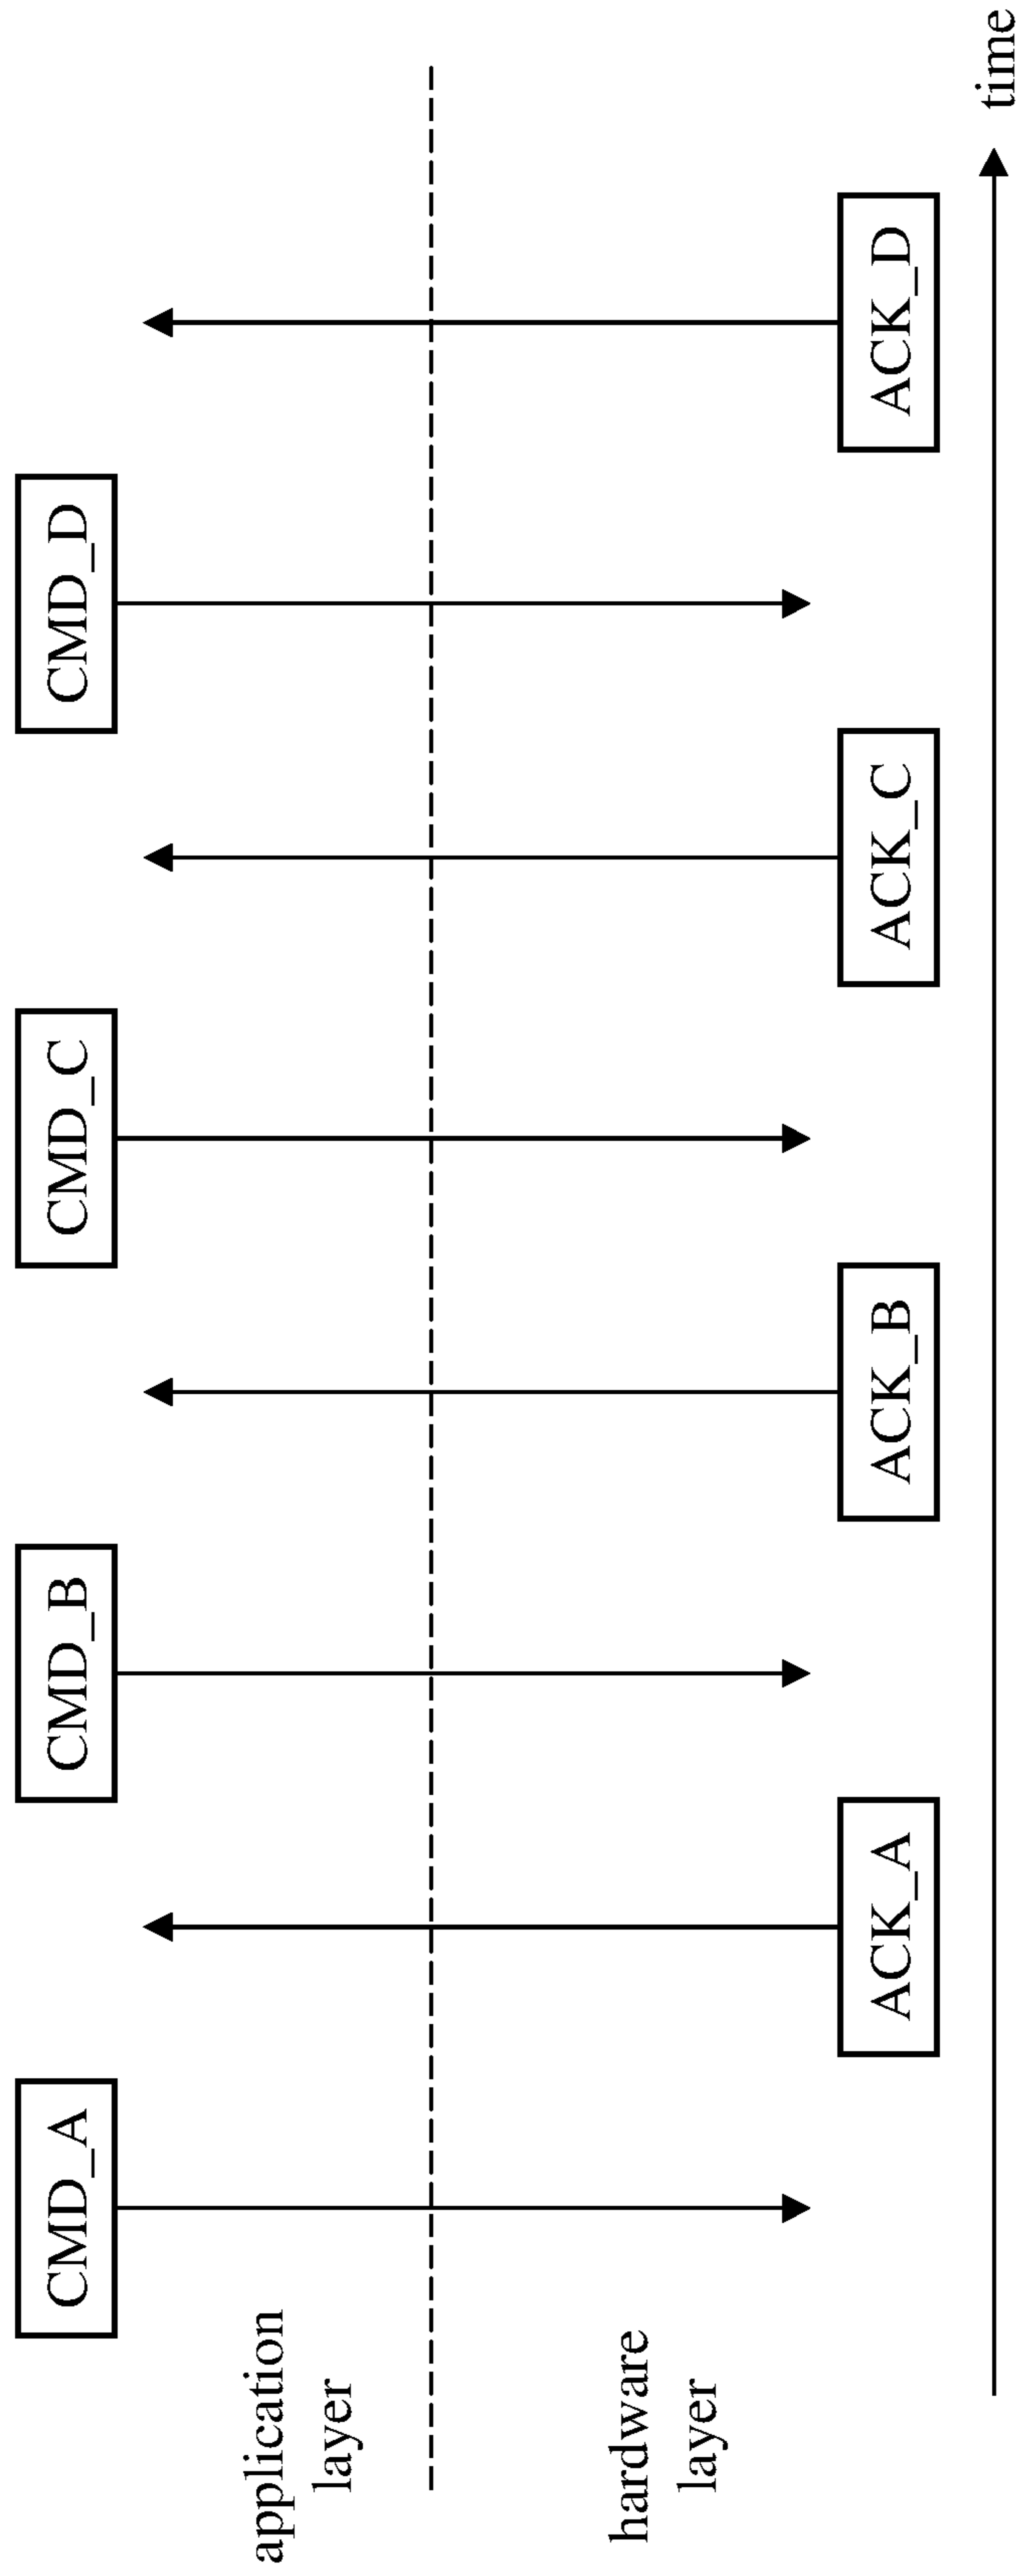 CMD_A
CMD_B
CMD_C
CMD_D
application
layer
hardware
layer
ACK_A
ACK_B
ACK_C
ACK_D
time